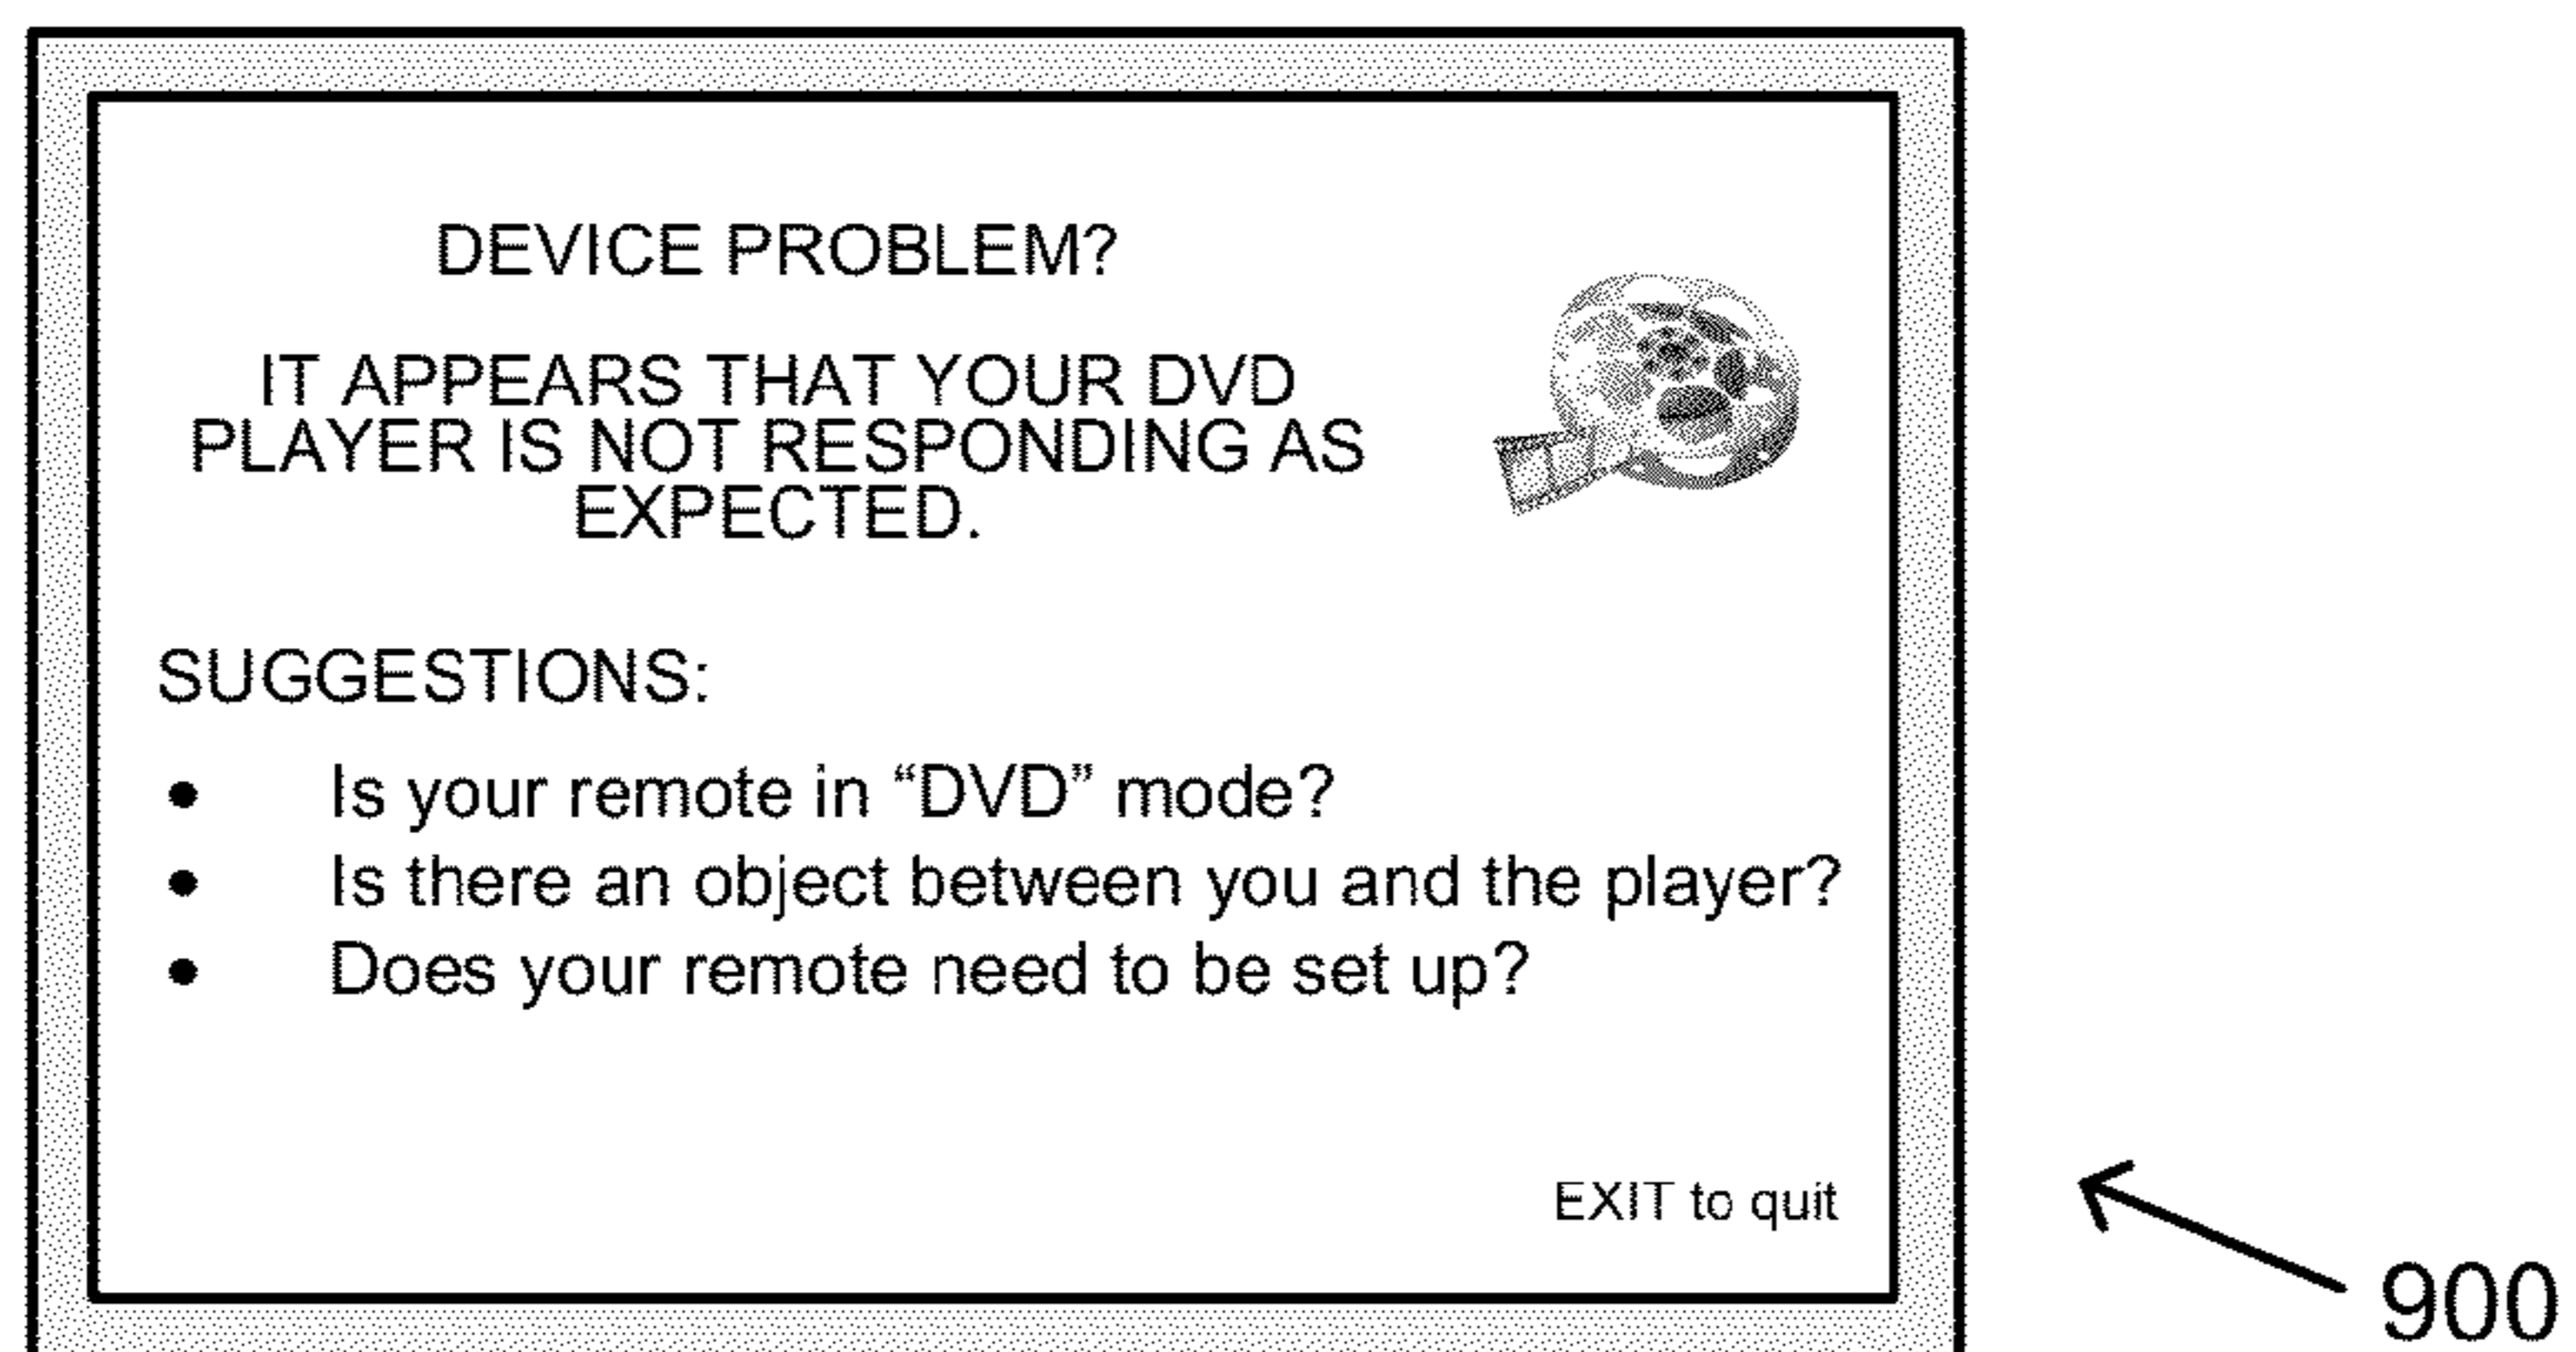 DEVICE PROBLEM?
IT APPEARS THAT YOUR DVD
PLAYER IS NOT RESPONDING AS
EXPECTED.
SUGGESTIONS:
• Is your remote in “DVD” mode?
• Is there an object between you and the player?
• Does your remote need to be set up?
EXIT to quit
900